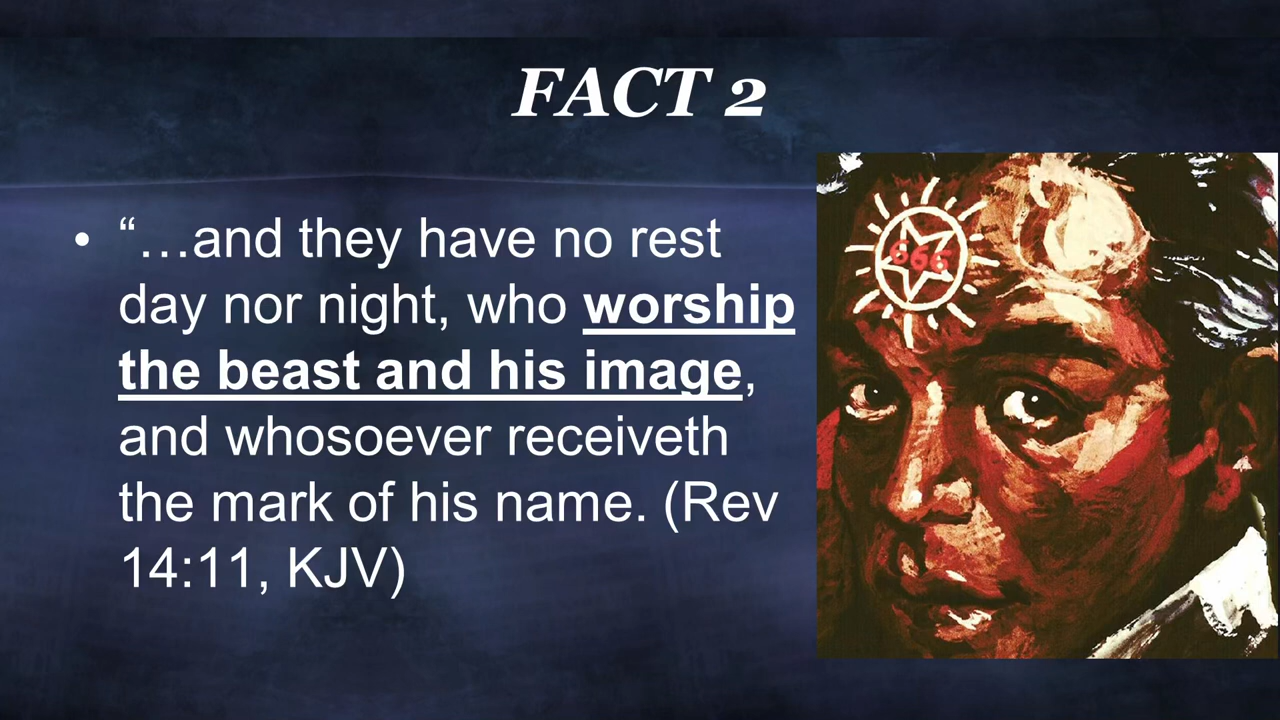 FACT 2
• “…and they have no rest
day nor night, who worship
the beast and his image,
and whosoever receiveth
the mark of his name. (Rev
14:11, KJV)
666